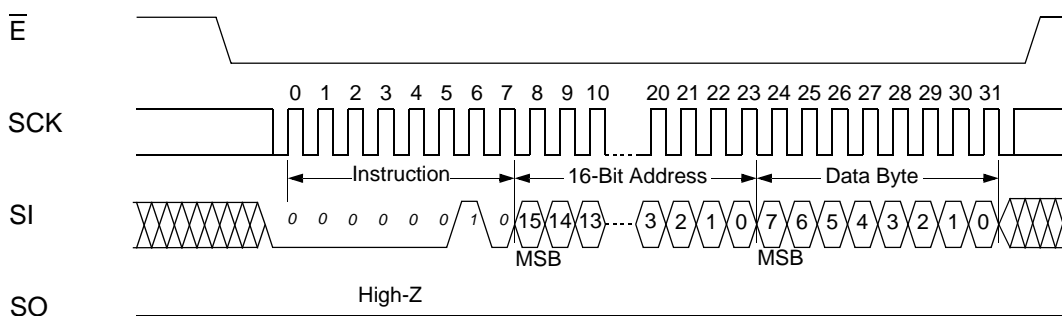 E
0 1 2 3 4 5 6 7 8 9 10 20 21 22 23 24 25 26 27 28 29 30 31
SCK
Instruction 16-Bit Address Data Byte
SI 0 0 0 0 0 0 1 0 15 14 13 3 2 1 0 7 6 5 4 3 2 1 0
MSB MSB
High-Z
SO